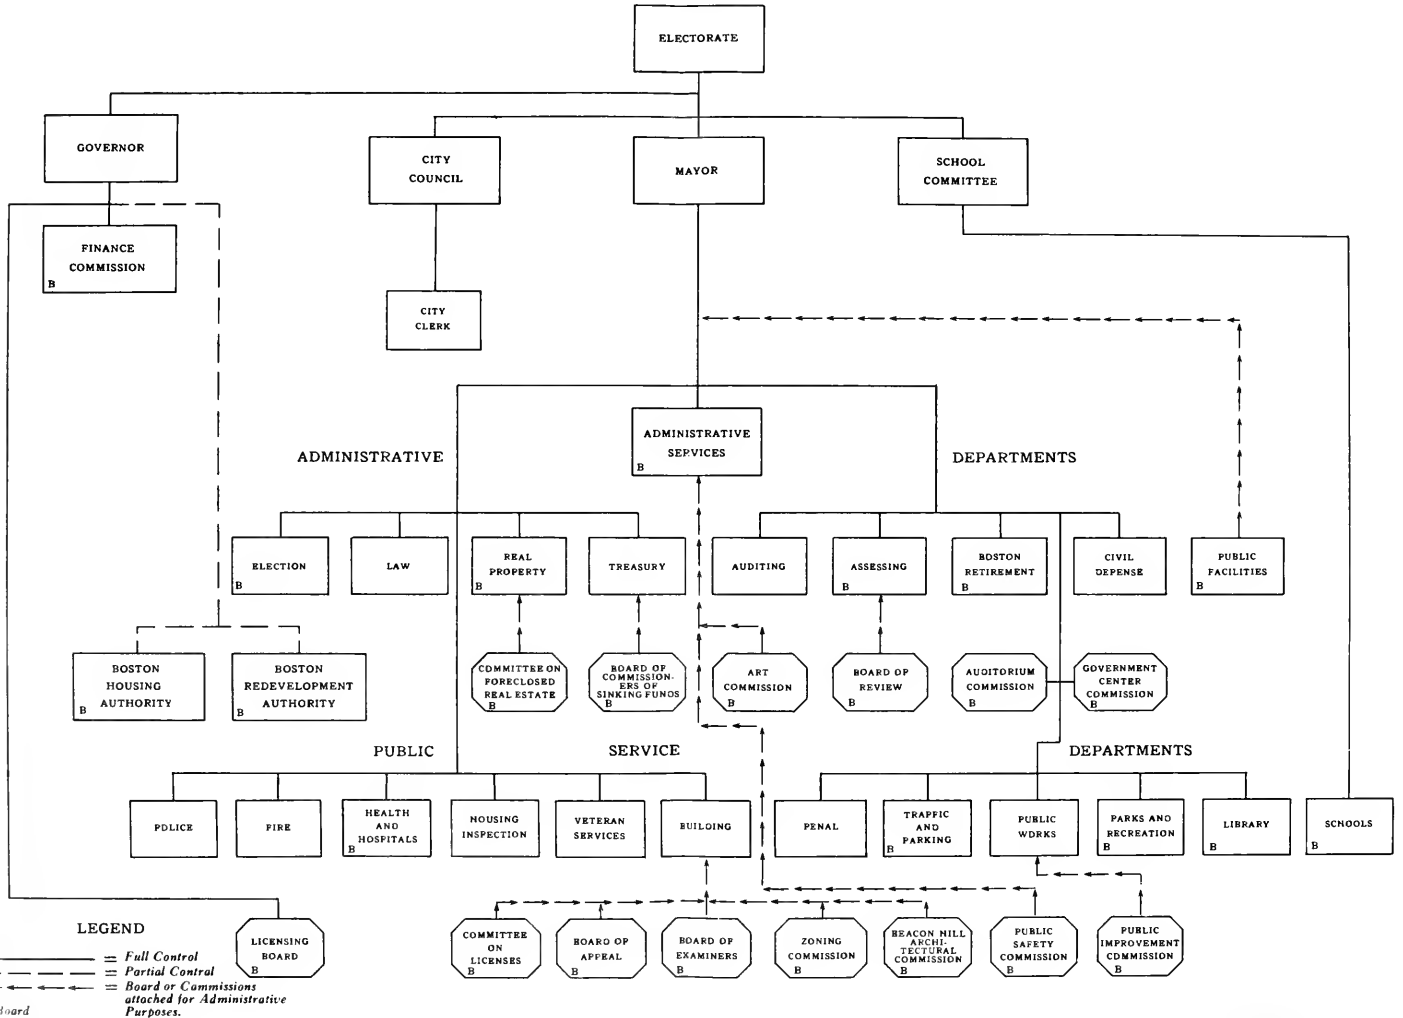 ELECTORATE
GOVERNOR
CITY
COUNCIL
MAYOR
SCHOOL
COMMITTEE
FINANCE
COMMISSION
B
CITY
CLERK
ADMINISTRATIVE
SERVICES
B
ADMINISTRATIVE
DEPARTMENTS
ELECTION
B
LAW
REAL
PROPERTY
B
TREASURY
AUDITING
ASSESSING
B
BOSTON
RETIREMENT
B
CIVIL
DEFENSE
PUBLIC
FACILITIES
B
BOSTON
HOUSING
AUTHORITY
B
BOSTON
REDEVELOPMENT
AUTHORITY
B
COMMITTEE ON
FORECLOSED
REAL ESTATE
B
BOARD OF
COMMISSION-
ERS OF
SINKING FUNDS
B
ART
COMMISSION
B
BOARD OF
REVIEW
B
AUDITORIUM
COMMISSION
B
GOVERNMENT
CENTER
COMMISSION
B
PUBLIC
SERVICE
DEPARTMENTS
POLICE
FIRE
HEALTH
AND
HOSPITALS
B
HOUSING
INSPECTION
VETERAN
SERVICES
BUILDING
PENAL
TRAFFIC
AND
PARKING
B
PUBLIC
WORKS
PARKS AND
RECREATION
B
LIBRARY
B
SCHOOLS
B
LICENSING
BOARD
B
COMMITTEE
ON
LICENSES
B
BOARD OF
APPEAL
B
BOARD OF
EXAMINERS
B
ZONING
COMMISSION
B
BEACON HILL
ARCHI-
TECTURAL
COMMISSION
B
PUBLIC
SAFETY
COMMISSION
B
PUBLIC
IMPROVEMENT
COMMISSION
B
LEGEND
= Full Control
= Partial Control
= Board or Commissions
attached for Administrative
Purposes.
Board